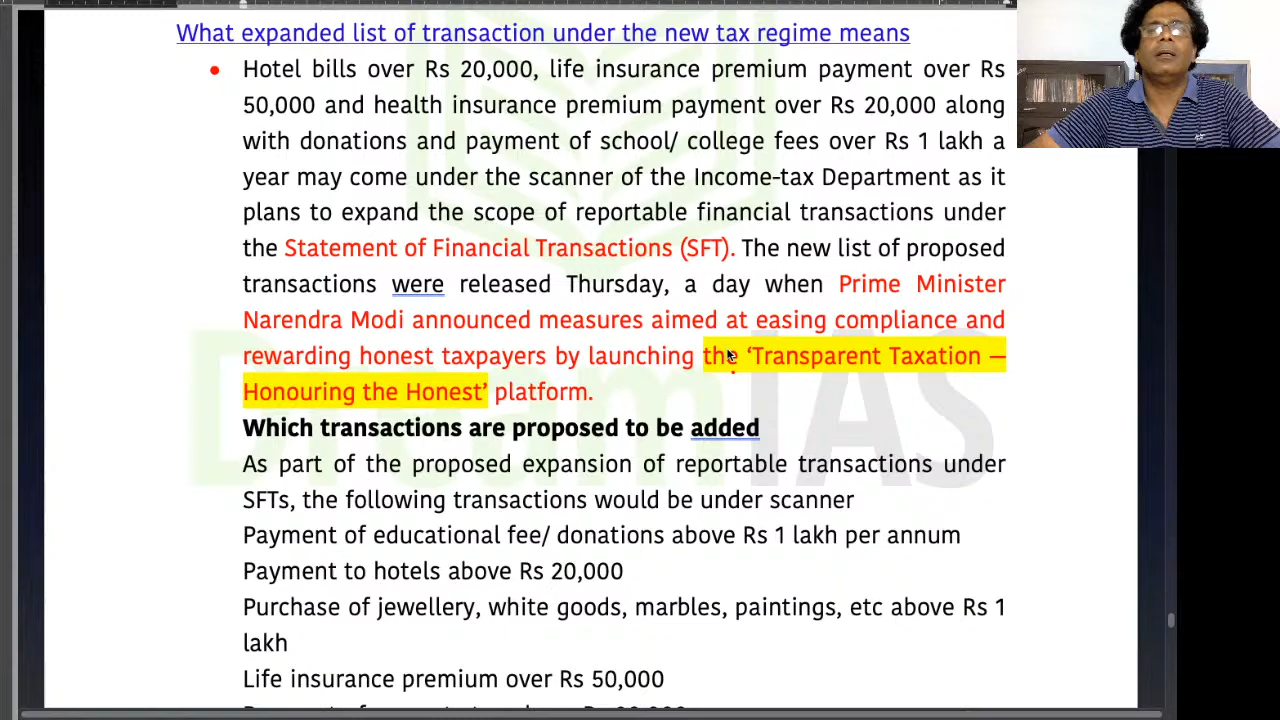 What expanded list of transaction under the new tax regime means
• Hotel bills over Rs 20,000, life insurance premium payment over Rs
50,000 and health insurance premium payment over Rs 20,000 along
with donations and payment of school/ college fees over Rs 1 lakh a
year may come under the scanner of the Income-tax Department as it
plans to expand the scope of reportable financial transactions under
the Statement of Financial Transactions (SFT). The new list of proposed
transactions were released Thursday, a day when Prime Minister
Narendra Modi announced measures aimed at easing compliance and
rewarding honest taxpayers by launching the ‘Transparent Taxation —
Honouring the Honest’ platform.
Which transactions are proposed to be added
As part of the proposed expansion of reportable transactions under
SFTs, the following transactions would be under scanner
Payment of educational fee/ donations above Rs 1 lakh per annum
Payment to hotels above Rs 20,000
Purchase of jewellery, white goods, marbles, paintings, etc above Rs 1
lakh
Life insurance premium over Rs 50,000
DreamIAS